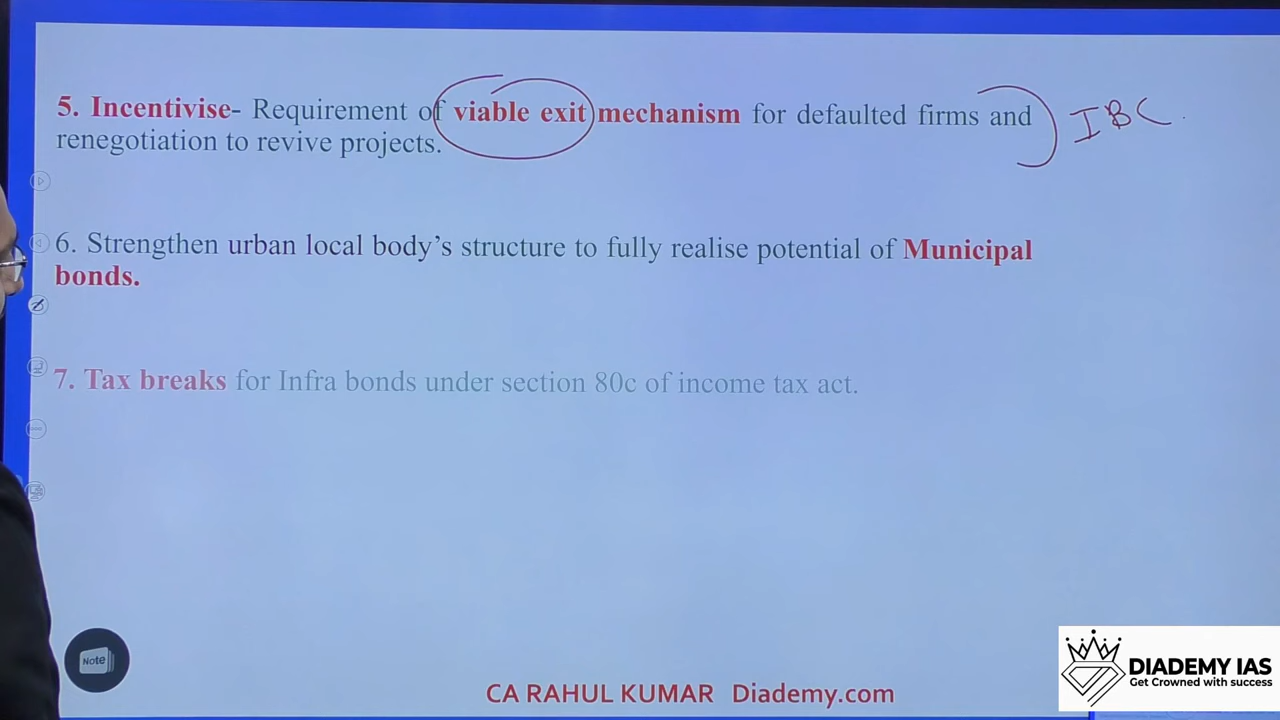 5. Incentivise- Requirement of viable exit mechanism for defaulted firms and
renegotiation to revive projects.
IBC
6. Strengthen urban local body’s structure to fully realise potential of Municipal
bonds.
7. Tax breaks for Infra bonds under section 80c of income tax act.
Note
CA RAHUL KUMAR Diademy.com
DIADEMY IAS
Get Crowned with success